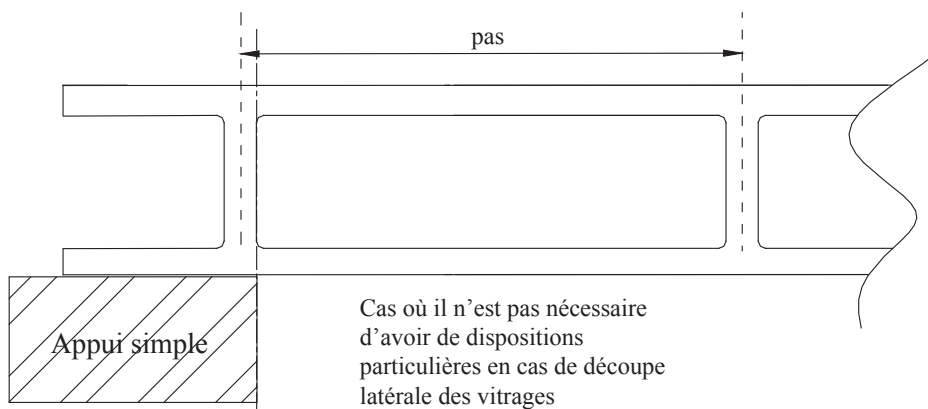 pas
Appui simple
Cas où il n’est pas nécessaire
d’avoir de dispositions
particulières en cas de découpe
latérale des vitrages